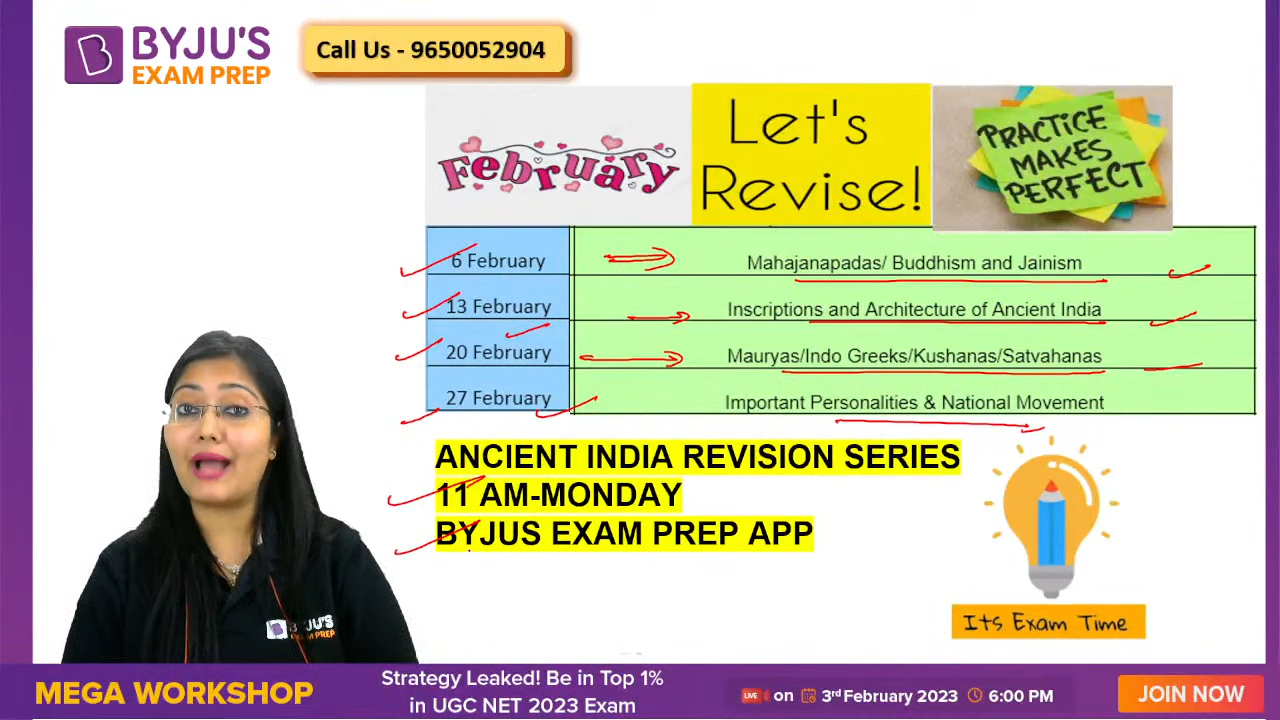 BYJU'S
EXAM PREP
Call Us - 9650052904
February
Let's
Revise!
PRACTICE
MAKES
PERFECT
6 February
Mahajanapadas/ Buddhism and Jainism
13 February
Inscriptions and Architecture of Ancient India
20 February
Mauryas/Indo Greeks/Kushanas/Satvahanas
27 February
Important Personalities & National Movement
ANCIENT INDIA REVISION SERIES
11 AM-MONDAY
BYJUS EXAM PREP APP
Its Exam Time
BYJU'S
EXAM PREP
MEGA WORKSHOP
Strategy Leaked! Be in Top 1%
in UGC NET 2023 Exam
LIVE on 3rd February 2023 6:00 PM
JOIN NOW